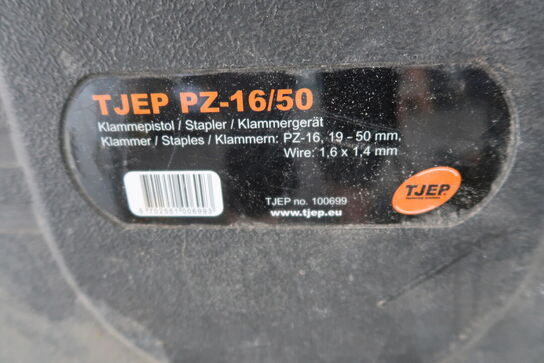 TJEP PZ-16/50
Klammepistol / Stapler / Klammergerät
Klammer / Staples / Klammern: PZ-16, 19 - 50 mm,
Wire: 1,6 x 1,4 mm
TJEP
TJEP no. 100699
www.tjep.eu